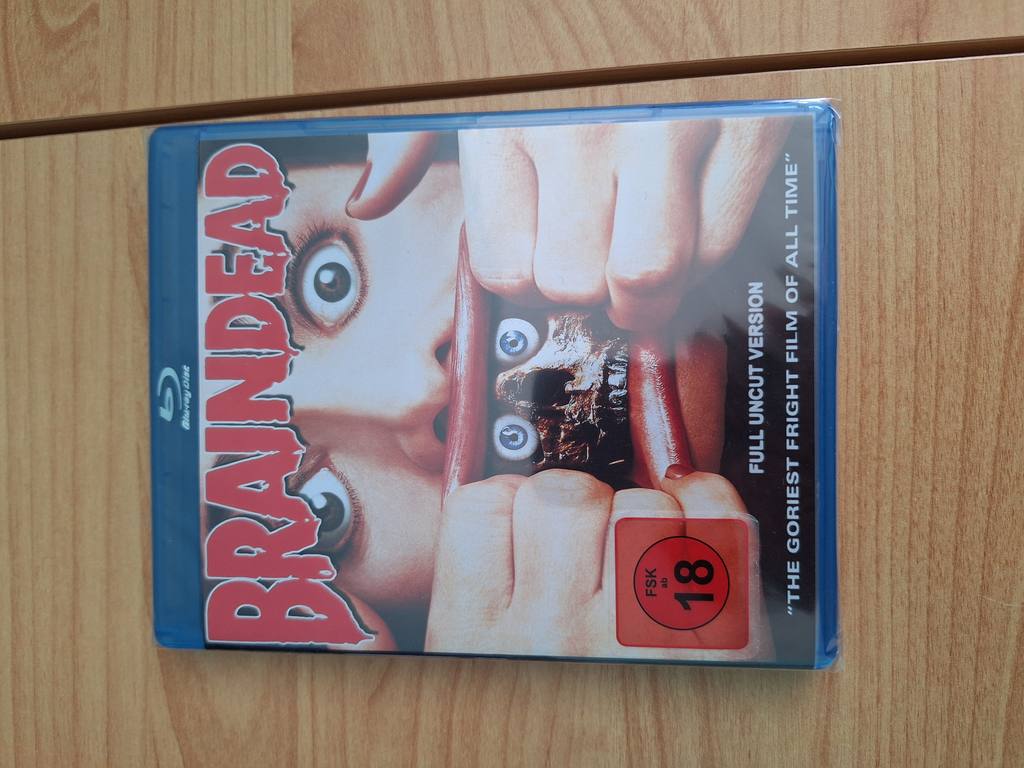 Blu-ray Disc
BRAINDEAD
FULL UNCUT VERSION
"THE GORIEST FRIGHT FILM OF ALL TIME"
FSK
ab
18